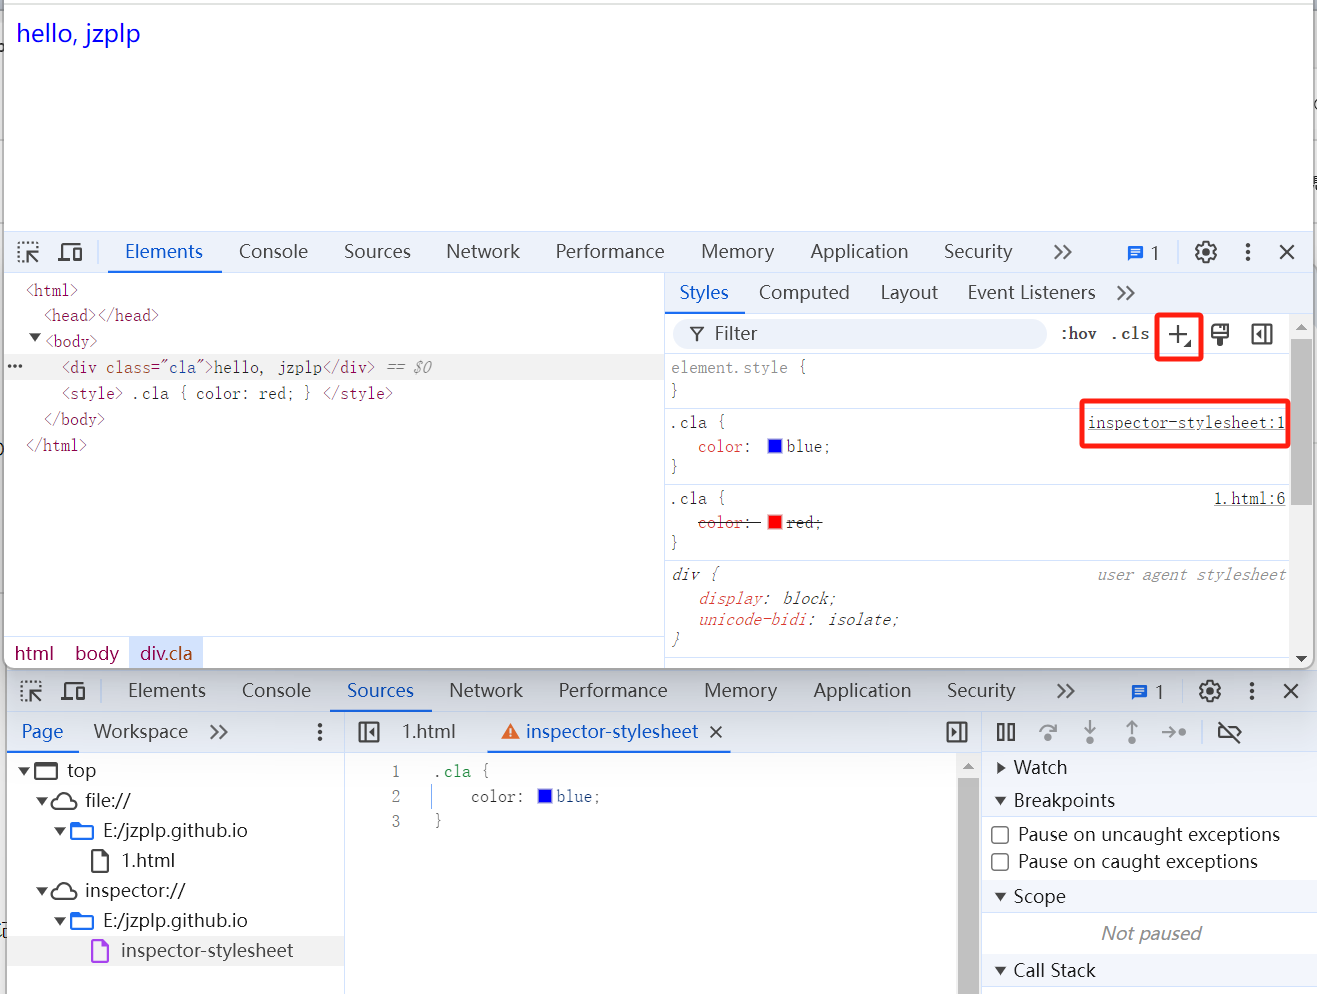 hello, jzplp
Elements Console Sources Network Performance Memory Application Security 1
<html>
<head></head>
<body>
<div class="cla">hello, jzplp</div> == $0
<style> .cla { color: red; } </style>
</body>
</html>
html body div.cla
Styles Computed Layout Event Listeners
Filter :hov .cls
element.style {
}
.cla { inspector-stylesheet:1
color: blue;
}
.cla { 1.html:6
color: red;
}
div { user agent stylesheet
display: block;
unicode-bidi: isolate;
}
Elements Console Sources Network Performance Memory Application Security 1
Page Workspace
top
file://
E:/jzplp.github.io
1.html
inspector://
E:/jzplp.github.io
inspector-stylesheet
1.html inspector-stylesheet
1 .cla {
2 color: blue;
3 }
Watch
Breakpoints
Pause on uncaught exceptions
Pause on caught exceptions
Scope
Not paused
Call Stack